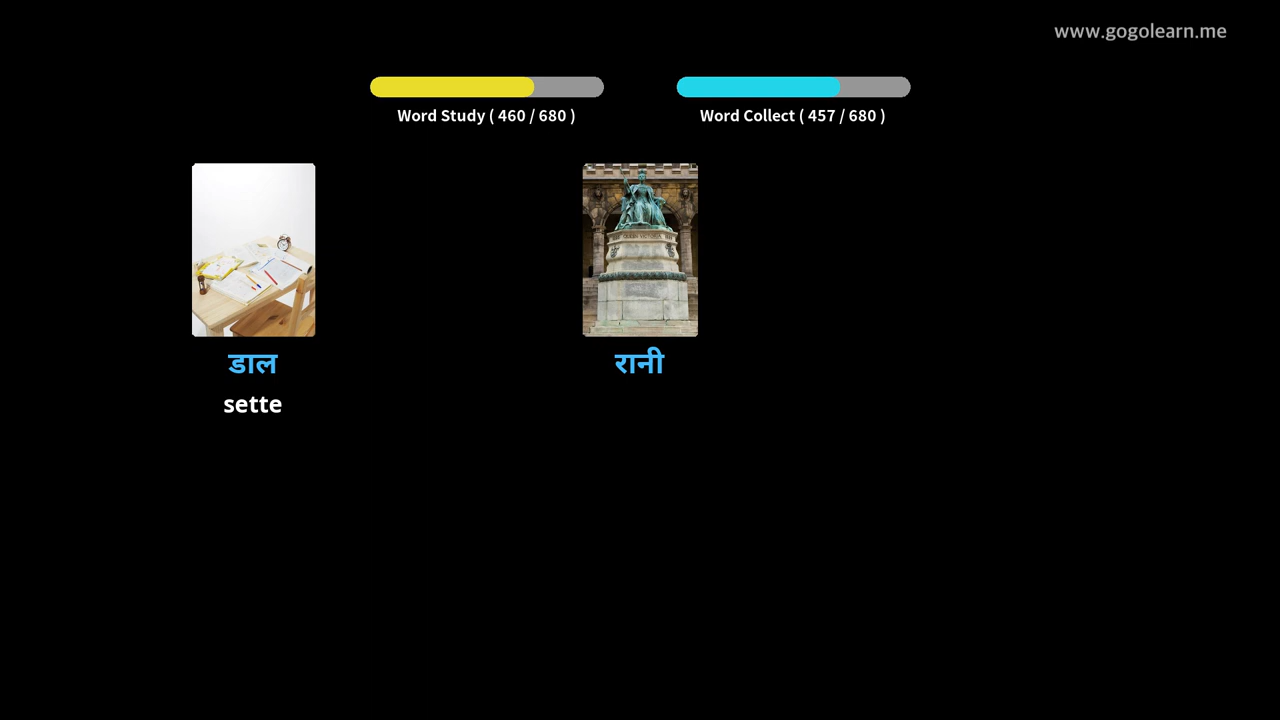 www.gogolearn.me
Word Study ( 460 / 680 )
Word Collect ( 457 / 680 )
डाल
रानी
sette